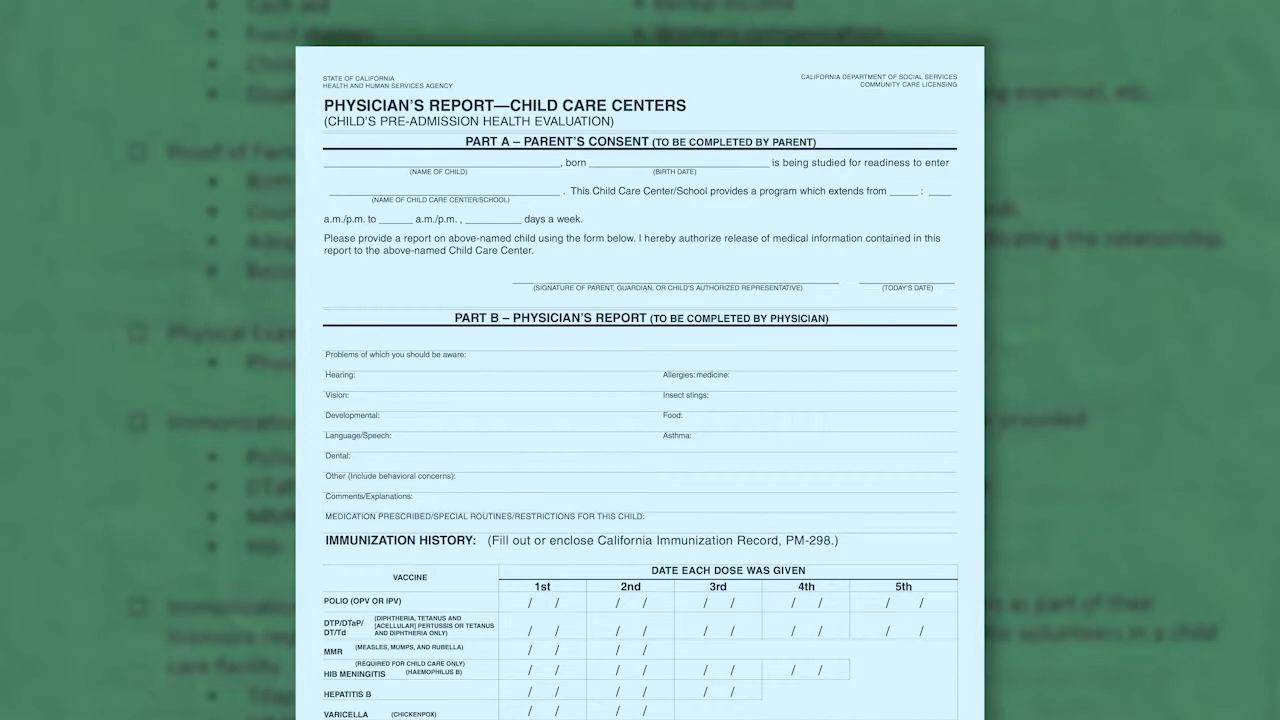 STATE OF CALIFORNIA
HEALTH AND HUMAN SERVICES AGENCY
CALIFORNIA DEPARTMENT OF SOCIAL SERVICES
COMMUNITY CARE LICENSING
PHYSICIAN'S REPORT—CHILD CARE CENTERS
(CHILD'S PRE-ADMISSION HEALTH EVALUATION)
PART A – PARENT'S CONSENT (TO BE COMPLETED BY PARENT)
, born is being studied for readiness to enter
(NAME OF CHILD) (BIRTH DATE)
. This Child Care Center/School provides a program which extends from :
(NAME OF CHILD CARE CENTER/SCHOOL)
a.m./p.m. to a.m./p.m. , days a week.
Please provide a report on above-named child using the form below. I hereby authorize release of medical information contained in this
report to the above-named Child Care Center.
(SIGNATURE OF PARENT, GUARDIAN, OR CHILD'S AUTHORIZED REPRESENTATIVE) (TODAY'S DATE)
PART B – PHYSICIAN'S REPORT (TO BE COMPLETED BY PHYSICIAN)
Problems of which you should be aware:
Hearing: Allergies: medicine:
Vision: Insect stings:
Developmental: Food:
Language/Speech: Asthma:
Dental:
Other (Include behavioral concerns):
Comments/Explanations:
MEDICATION PRESCRIBED/SPECIAL ROUTINES/RESTRICTIONS FOR THIS CHILD:
IMMUNIZATION HISTORY: (Fill out or enclose California Immunization Record, PM-298.)
VACCINE DATE EACH DOSE WAS GIVEN
1st 2nd 3rd 4th 5th
POLIO (OPV OR IPV) / / / / / / / / / /
DTP/DTaP/
DT/Td
(DIPHTHERIA, TETANUS AND
[ACELLULAR] PERTUSSIS OR TETANUS
AND DIPHTHERIA ONLY)
/ / / / / / / / / /
MMR (MEASLES, MUMPS, AND RUBELLA) / / / /
(REQUIRED FOR CHILD CARE ONLY)
HIB MENINGITIS (HAEMOPHILUS B) / / / / / / / /
HEPATITIS B / / / / / /
VARICELLA (CHICKENPOX) / / / /